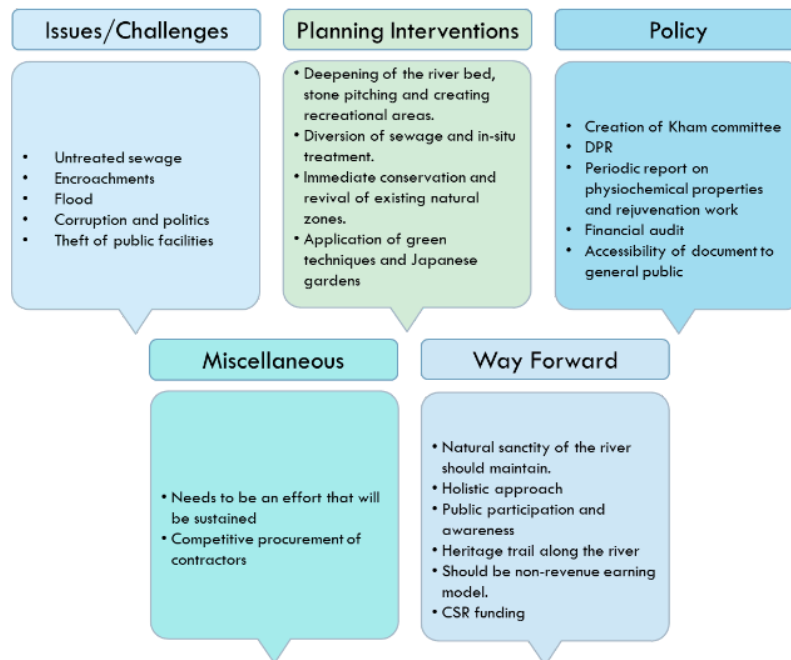 Issues/Challenges
• Untreated sewage
• Encroachments
• Flood
• Corruption and politics
• Theft of public facilities
Planning Interventions
• Deepening of the river bed,
stone pitching and creating
recreational areas.
• Diversion of sewage and in-situ
treatment.
• Immediate conservation and
revival of existing natural
zones.
• Application of green
techniques and Japanese
gardens
Policy
• Creation of Kham committee
• DPR
• Periodic report on
physiochemical properties
and rejuvenation work
• Financial audit
• Accessibility of document to
general public
Miscellaneous
• Needs to be an effort that will
be sustained
• Competitive procurement of
contractors
Way Forward
• Natural sanctity of the river
should maintain.
• Holistic approach
• Public participation and
awareness
• Heritage trail along the river
• Should be non-revenue earning
model.
• CSR funding